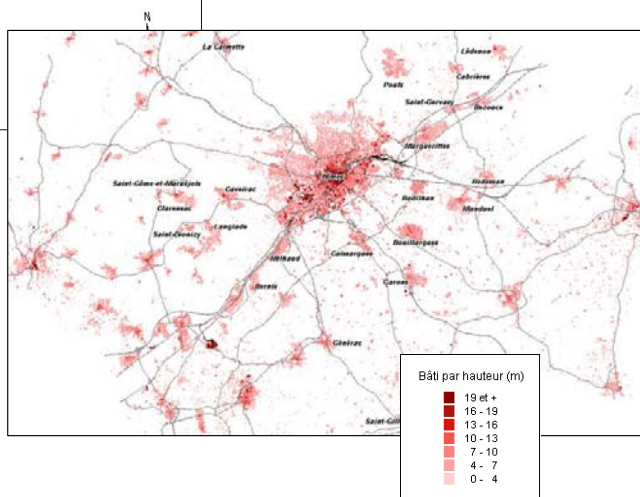 N
La Calmette
Lédenon
Cabrières
Poulx
Saint-Gervasy
Bezouce
Marguerittes
Nîmes
Saint-Côme-et-Maruéjols
Caveirac
Rodilhan
Redessan
Clarensac
Manduel
Saint-Dionizy
Langlade
Bouillargues
Milhaud
Caissargues
Bernis
Garons
Générac
Saint-Gill
Bâti par hauteur (m)
19 et +
16 - 19
13 - 16
10 - 13
7 - 10
4 - 7
0 - 4